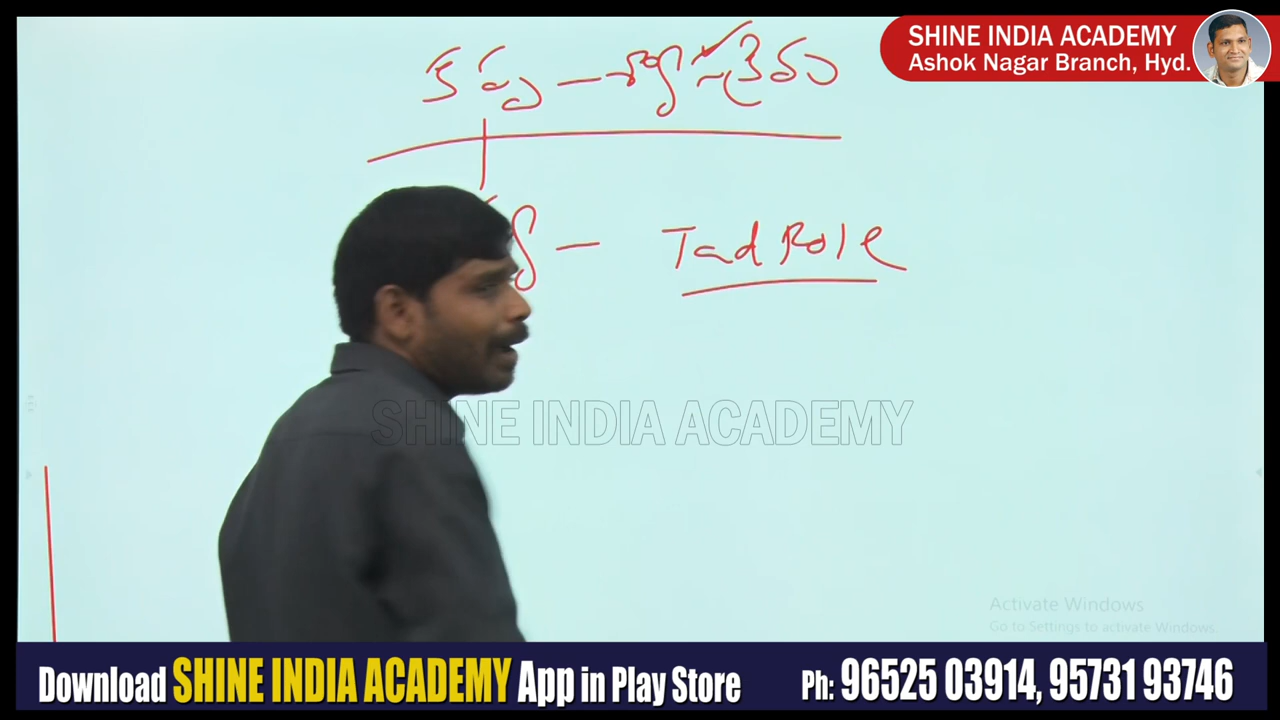 SHINE INDIA ACADEMY
Ashok Nagar Branch, Hyd.
కప్ప –
– Tad Role
SHINE INDIA ACADEMY
Activate Windows
Go to Settings to activate Windows.
Download SHINE INDIA ACADEMY App in Play Store Ph: 96525 03914, 95731 93746